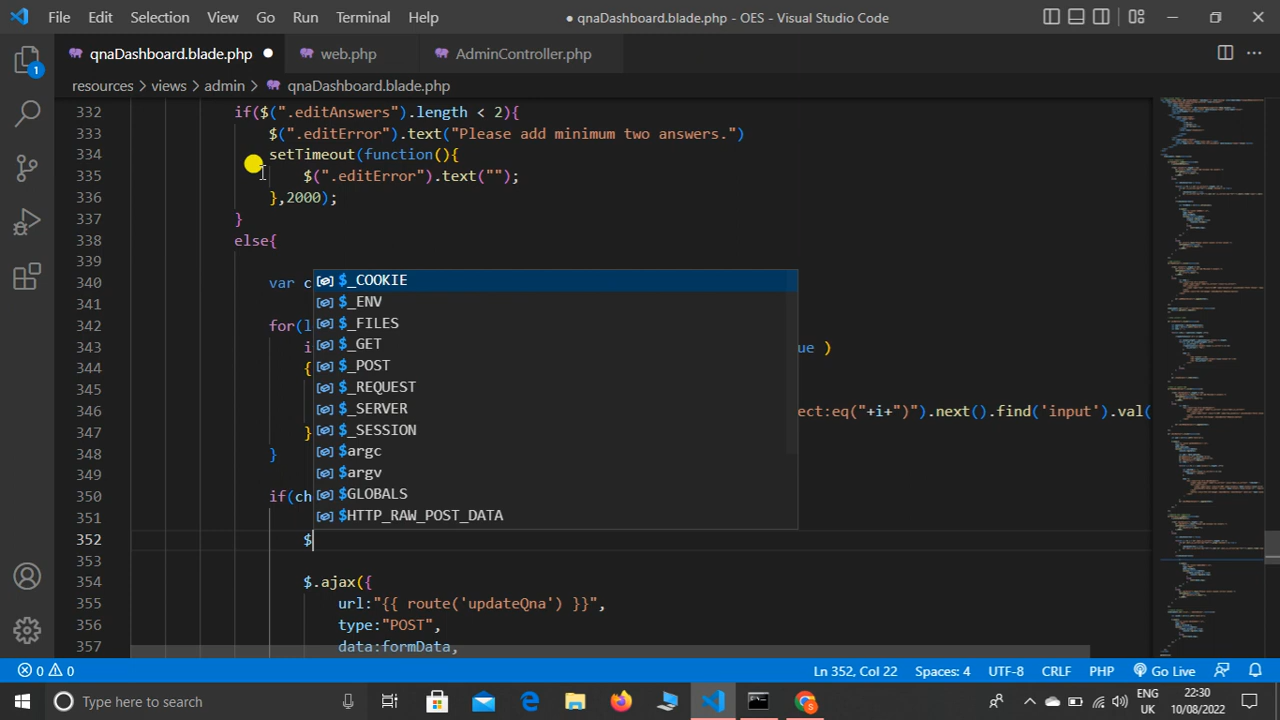 File Edit Selection View Go Run Terminal Help
● qnaDashboard.blade.php - OES - Visual Studio Code
qnaDashboard.blade.php ● web.php AdminController.php
resources > views > admin > qnaDashboard.blade.php
1
332 if($(".editAnswers").length < 2){
333 $(".editError").text("Please add minimum two answers.")
334 setTimeout(function(){
335 $(".editError").text("");
336 },2000);
337 }
338 else{
339
340 var c
341
342 for(l
343 i ue )
344 {
345
346 ect:eq("+i+")").next().find('input').val(
347 }
348 }
349
350 if(ch
351
352 $
353
354 $.ajax({
355 url:"{{ route('updateQna') }}",
356 type:"POST",
357 data:formData,
$_COOKIE
$_ENV
$_FILES
$_GET
$_POST
$_REQUEST
$_SERVER
$_SESSION
$argc
$argv
$GLOBALS
$HTTP_RAW_POST_DATA
0 0 Ln 352, Col 22 Spaces: 4 UTF-8 CRLF PHP Go Live
Type here to search
ENG 22:30
UK 10/08/2022